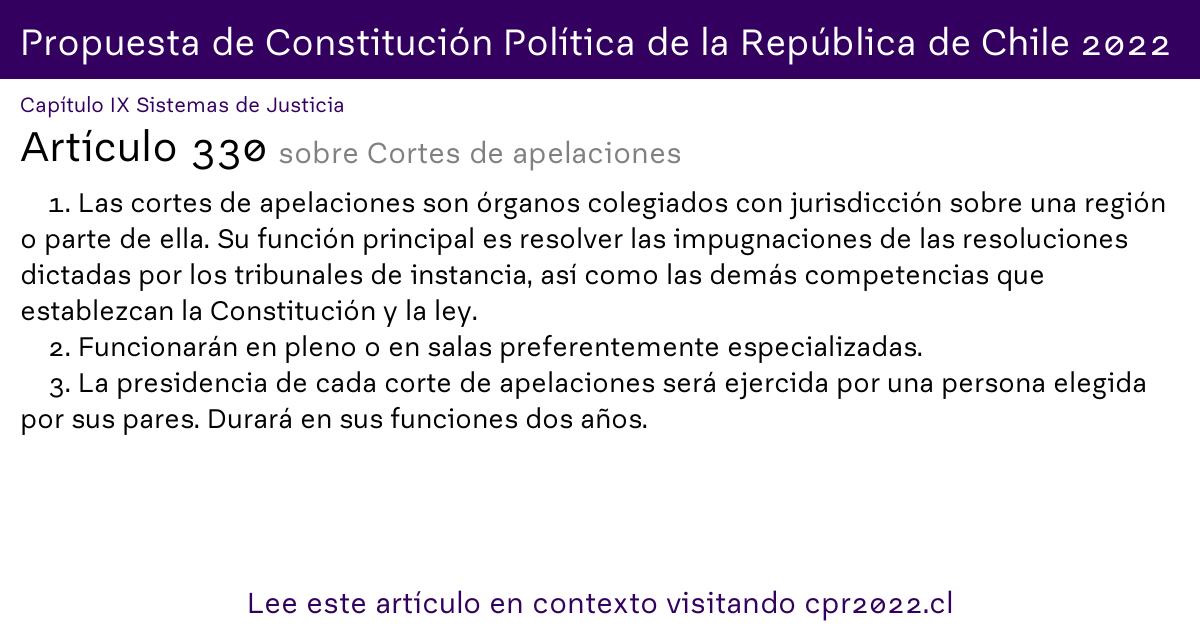 Propuesta de Constitución Política de la República de Chile 2022
Capítulo IX Sistemas de Justicia
Artículo 330 sobre Cortes de apelaciones
1. Las cortes de apelaciones son órganos colegiados con jurisdicción sobre una región
o parte de ella. Su función principal es resolver las impugnaciones de las resoluciones
dictadas por los tribunales de instancia, así como las demás competencias que
establezcan la Constitución y la ley.
2. Funcionarán en pleno o en salas preferentemente especializadas.
3. La presidencia de cada corte de apelaciones será ejercida por una persona elegida
por sus pares. Durará en sus funciones dos años.
Lee este artículo en contexto visitando cpr2022.cl